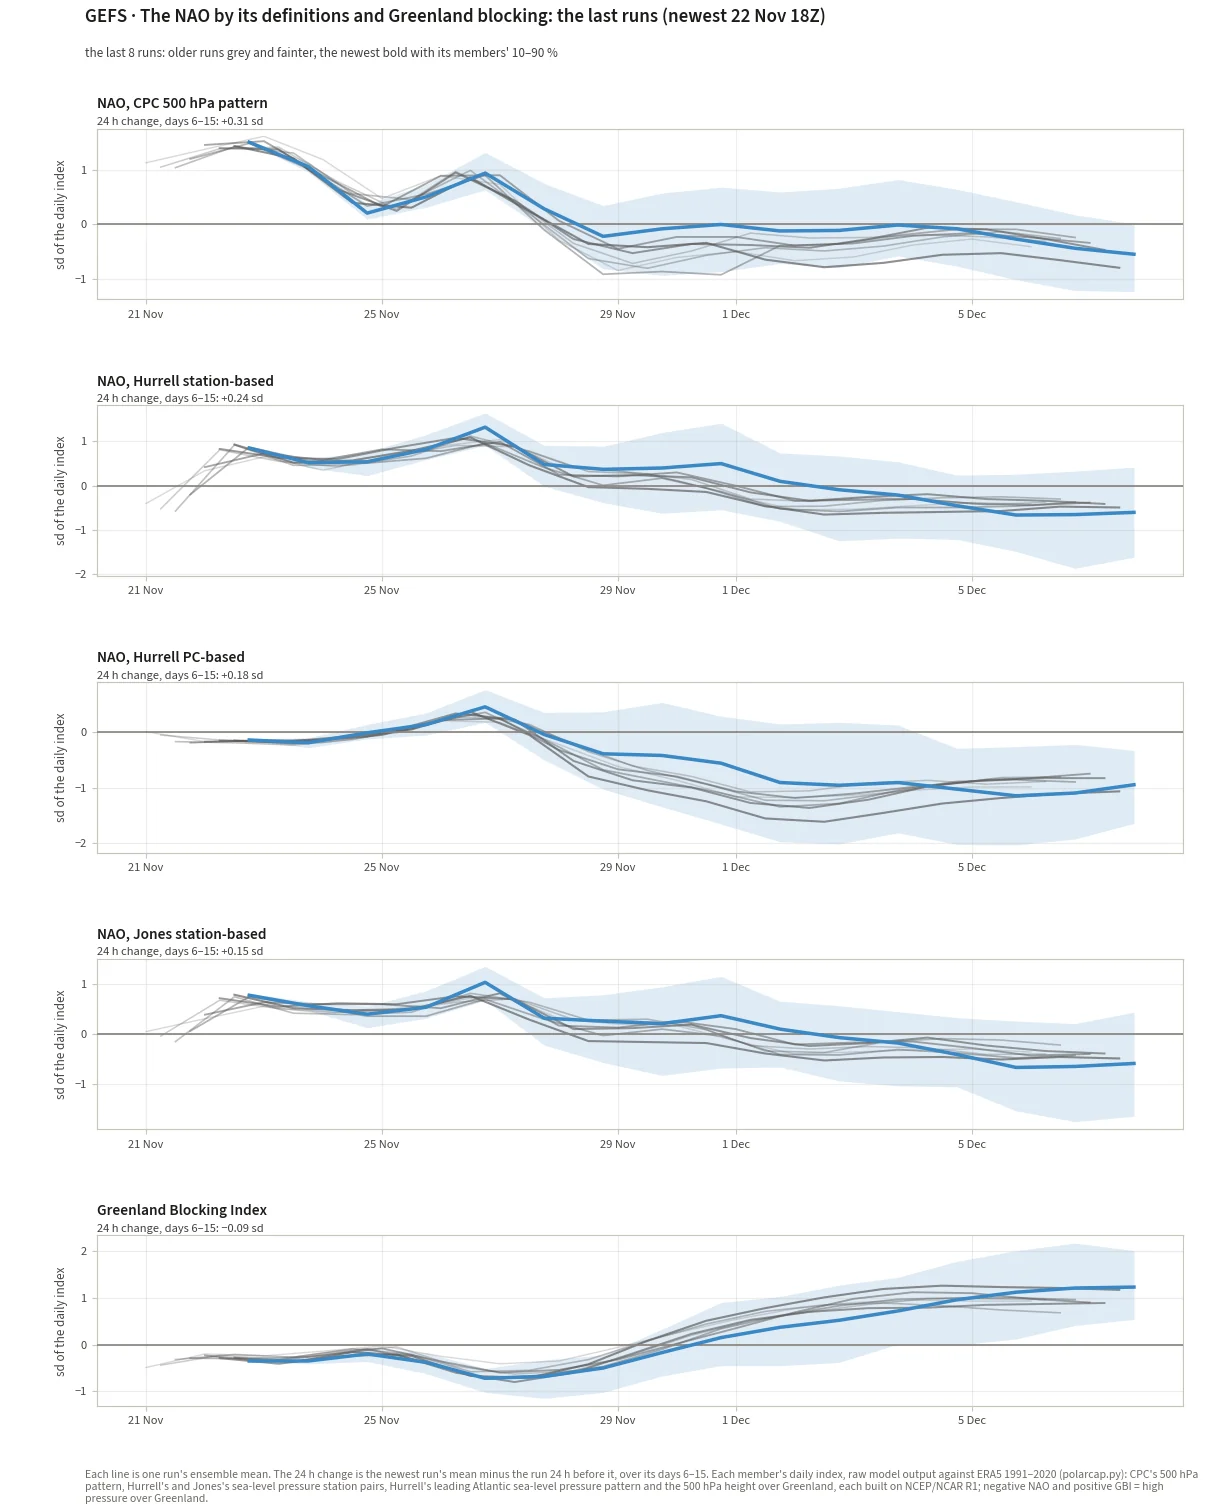 GEFS · The NAO by its definitions and Greenland blocking: the last runs (newest 22 Nov 18Z)
the last 8 runs: older runs grey and fainter, the newest bold with its members' 10–90 %
NAO, CPC 500 hPa pattern
24 h change, days 6–15: +0.31 sd
sd of the daily index
1
0
−1
21 Nov
25 Nov
29 Nov
1 Dec
5 Dec
NAO, Hurrell station-based
24 h change, days 6–15: +0.24 sd
sd of the daily index
1
0
−1
−2
21 Nov
25 Nov
29 Nov
1 Dec
5 Dec
NAO, Hurrell PC-based
24 h change, days 6–15: +0.18 sd
sd of the daily index
0
−1
−2
21 Nov
25 Nov
29 Nov
1 Dec
5 Dec
NAO, Jones station-based
24 h change, days 6–15: +0.15 sd
sd of the daily index
1
0
−1
21 Nov
25 Nov
29 Nov
1 Dec
5 Dec
Greenland Blocking Index
24 h change, days 6–15: −0.09 sd
sd of the daily index
2
1
0
−1
21 Nov
25 Nov
29 Nov
1 Dec
5 Dec
Each line is one run's ensemble mean. The 24 h change is the newest run's mean minus the run 24 h before it, over its days 6–15. Each member's daily index, raw model output against ERA5 1991–2020 (polarcap.py): CPC's 500 hPa
pattern, Hurrell's and Jones's sea-level pressure station pairs, Hurrell's leading Atlantic sea-level pressure pattern and the 500 hPa height over Greenland, each built on NCEP/NCAR R1; negative NAO and positive GBI = high
pressure over Greenland.